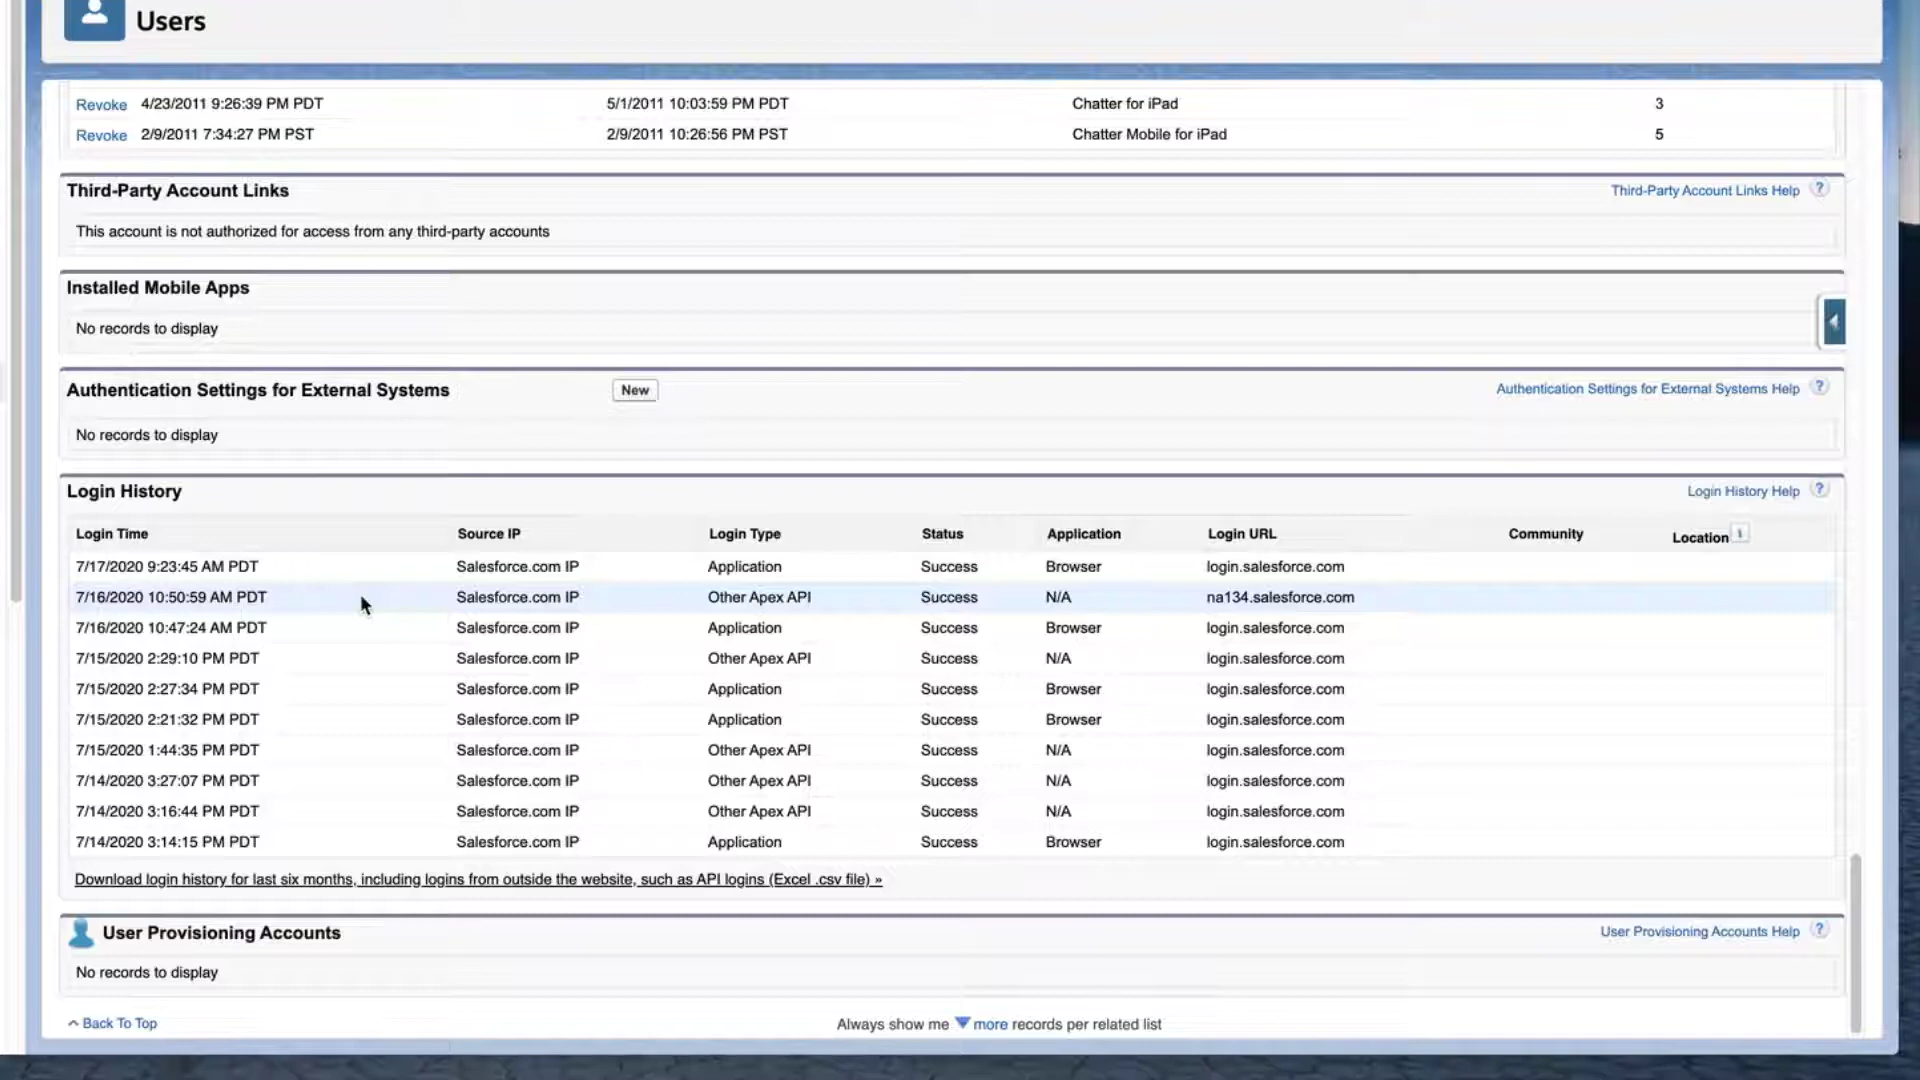 Users
Revoke 4/23/2011 9:26:39 PM PDT 5/1/2011 10:03:59 PM PDT Chatter for iPad 3
Revoke 2/9/2011 7:34:27 PM PST 2/9/2011 10:26:56 PM PST Chatter Mobile for iPad 5
Third-Party Account Links Third-Party Account Links Help ?
This account is not authorized for access from any third-party accounts
Installed Mobile Apps
No records to display
Authentication Settings for External Systems New Authentication Settings for External Systems Help ?
No records to display
Login History Login History Help ?
Login Time Source IP Login Type Status Application Login URL Community Location i
7/17/2020 9:23:45 AM PDT Salesforce.com IP Application Success Browser login.salesforce.com
7/16/2020 10:50:59 AM PDT Salesforce.com IP Other Apex API Success N/A na134.salesforce.com
7/16/2020 10:47:24 AM PDT Salesforce.com IP Application Success Browser login.salesforce.com
7/15/2020 2:29:10 PM PDT Salesforce.com IP Other Apex API Success N/A login.salesforce.com
7/15/2020 2:27:34 PM PDT Salesforce.com IP Application Success Browser login.salesforce.com
7/15/2020 2:21:32 PM PDT Salesforce.com IP Application Success Browser login.salesforce.com
7/15/2020 1:44:35 PM PDT Salesforce.com IP Other Apex API Success N/A login.salesforce.com
7/14/2020 3:27:07 PM PDT Salesforce.com IP Other Apex API Success N/A login.salesforce.com
7/14/2020 3:16:44 PM PDT Salesforce.com IP Other Apex API Success N/A login.salesforce.com
7/14/2020 3:14:15 PM PDT Salesforce.com IP Application Success Browser login.salesforce.com
Download login history for last six months, including logins from outside the website, such as API logins (Excel .csv file) »
User Provisioning Accounts User Provisioning Accounts Help ?
No records to display
^ Back To Top Always show me ▼ more records per related list